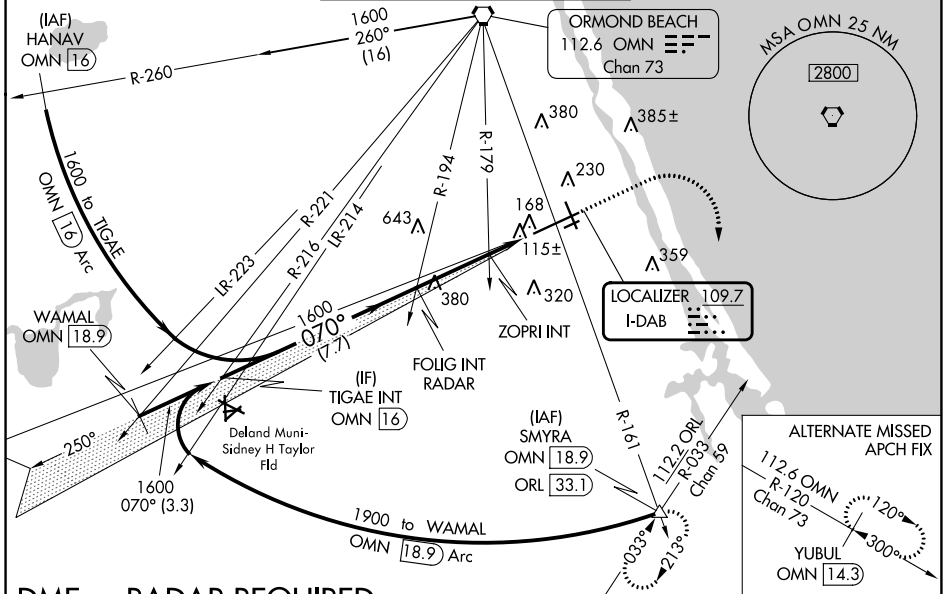 (IAF)
HANAV
OMN 16
1600
260°
(16)
R-260
ORMOND BEACH
112.6 OMN
Chan 73
MSA OMN 25 NM
2800
380
385±
230
168
643
115±
359
380
320
1600 to TIGAE
OMN 16 Arc
LR-223
R-221
R-216
LR-214
R-194
R-179
R-161
WAMAL
OMN 18.9
1600
070°
(7.7)
LOCALIZER 109.7
I-DAB
ZOPRI INT
FOLIG INT
RADAR
(IF)
TIGAE INT
OMN 16
250°
Deland Muni-
Sidney H Taylor
Fld
1600
070° (3.3)
(IAF)
SMYRA
OMN 18.9
ORL 33.1
112.2 ORL
R-033
Chan 59
1900 to WAMAL
OMN 18.9 Arc
033°
213°
ALTERNATE MISSED
APCH FIX
112.6 OMN
R-120
Chan 73
120°
300°
YUBUL
OMN 14.3
DME or RADAR REQUIRED